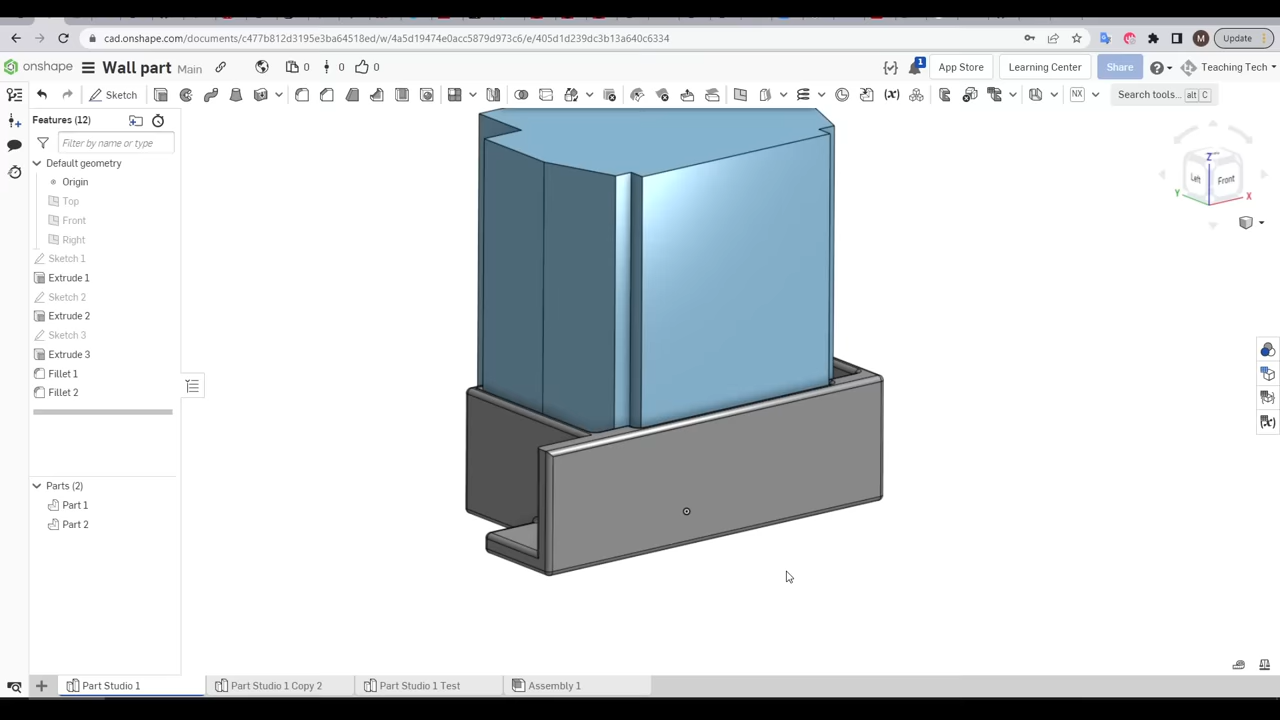 cad.onshape.com/documents/c477b812d3195e3ba64518ed/w/4a5d19474e0acc5879d973c6/e/405d1d239dc3b13a640c6334
M
Update
onshape
Wall part Main
0
0
0
1
App Store
Learning Center
Share
Teaching Tech
Sketch
NX
Search tools... alt C
Features (12)
Filter by name or type
Default geometry
Origin
Top
Front
Right
Sketch 1
Extrude 1
Sketch 2
Extrude 2
Sketch 3
Extrude 3
Fillet 1
Fillet 2
Parts (2)
Part 1
Part 2
Z
Left
Front
Y
X
Part Studio 1
Part Studio 1 Copy 2
Part Studio 1 Test
Assembly 1